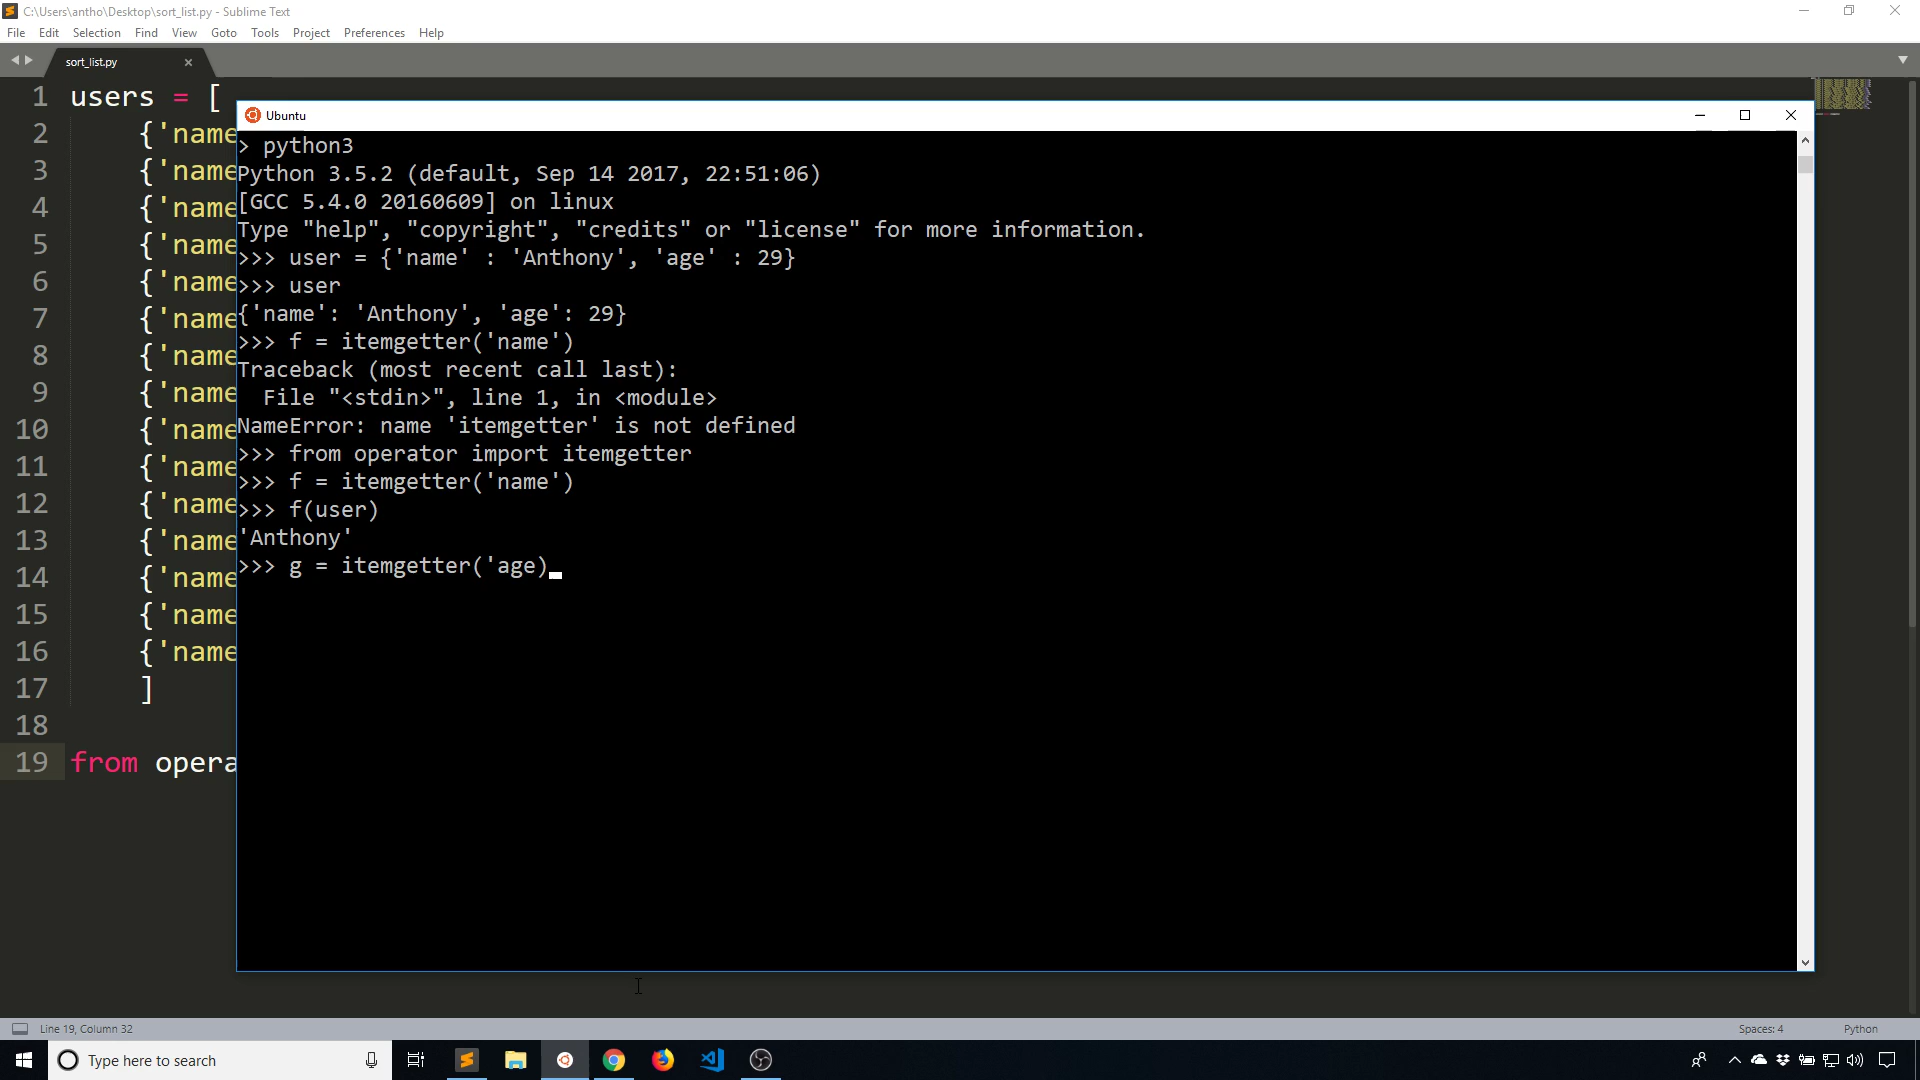 C:\Users\antho\Desktop\sort_list.py - Sublime Text
File Edit Selection Find View Goto Tools Project Preferences Help
sort_list.py
1 users = [
2 {'name
3 {'name
4 {'name
5 {'name
6 {'name
7 {'name
8 {'name
9 {'name
10 {'name
11 {'name
12 {'name
13 {'name
14 {'name
15 {'name
16 {'name
17 ]
18
19 from opera
Ubuntu
> python3
Python 3.5.2 (default, Sep 14 2017, 22:51:06)
[GCC 5.4.0 20160609] on linux
Type "help", "copyright", "credits" or "license" for more information.
>>> user = {'name' : 'Anthony', 'age' : 29}
>>> user
{'name': 'Anthony', 'age': 29}
>>> f = itemgetter('name')
Traceback (most recent call last):
  File "<stdin>", line 1, in <module>
NameError: name 'itemgetter' is not defined
>>> from operator import itemgetter
>>> f = itemgetter('name')
>>> f(user)
'Anthony'
>>> g = itemgetter('age)
Line 19, Column 32
Spaces: 4
Python
Type here to search